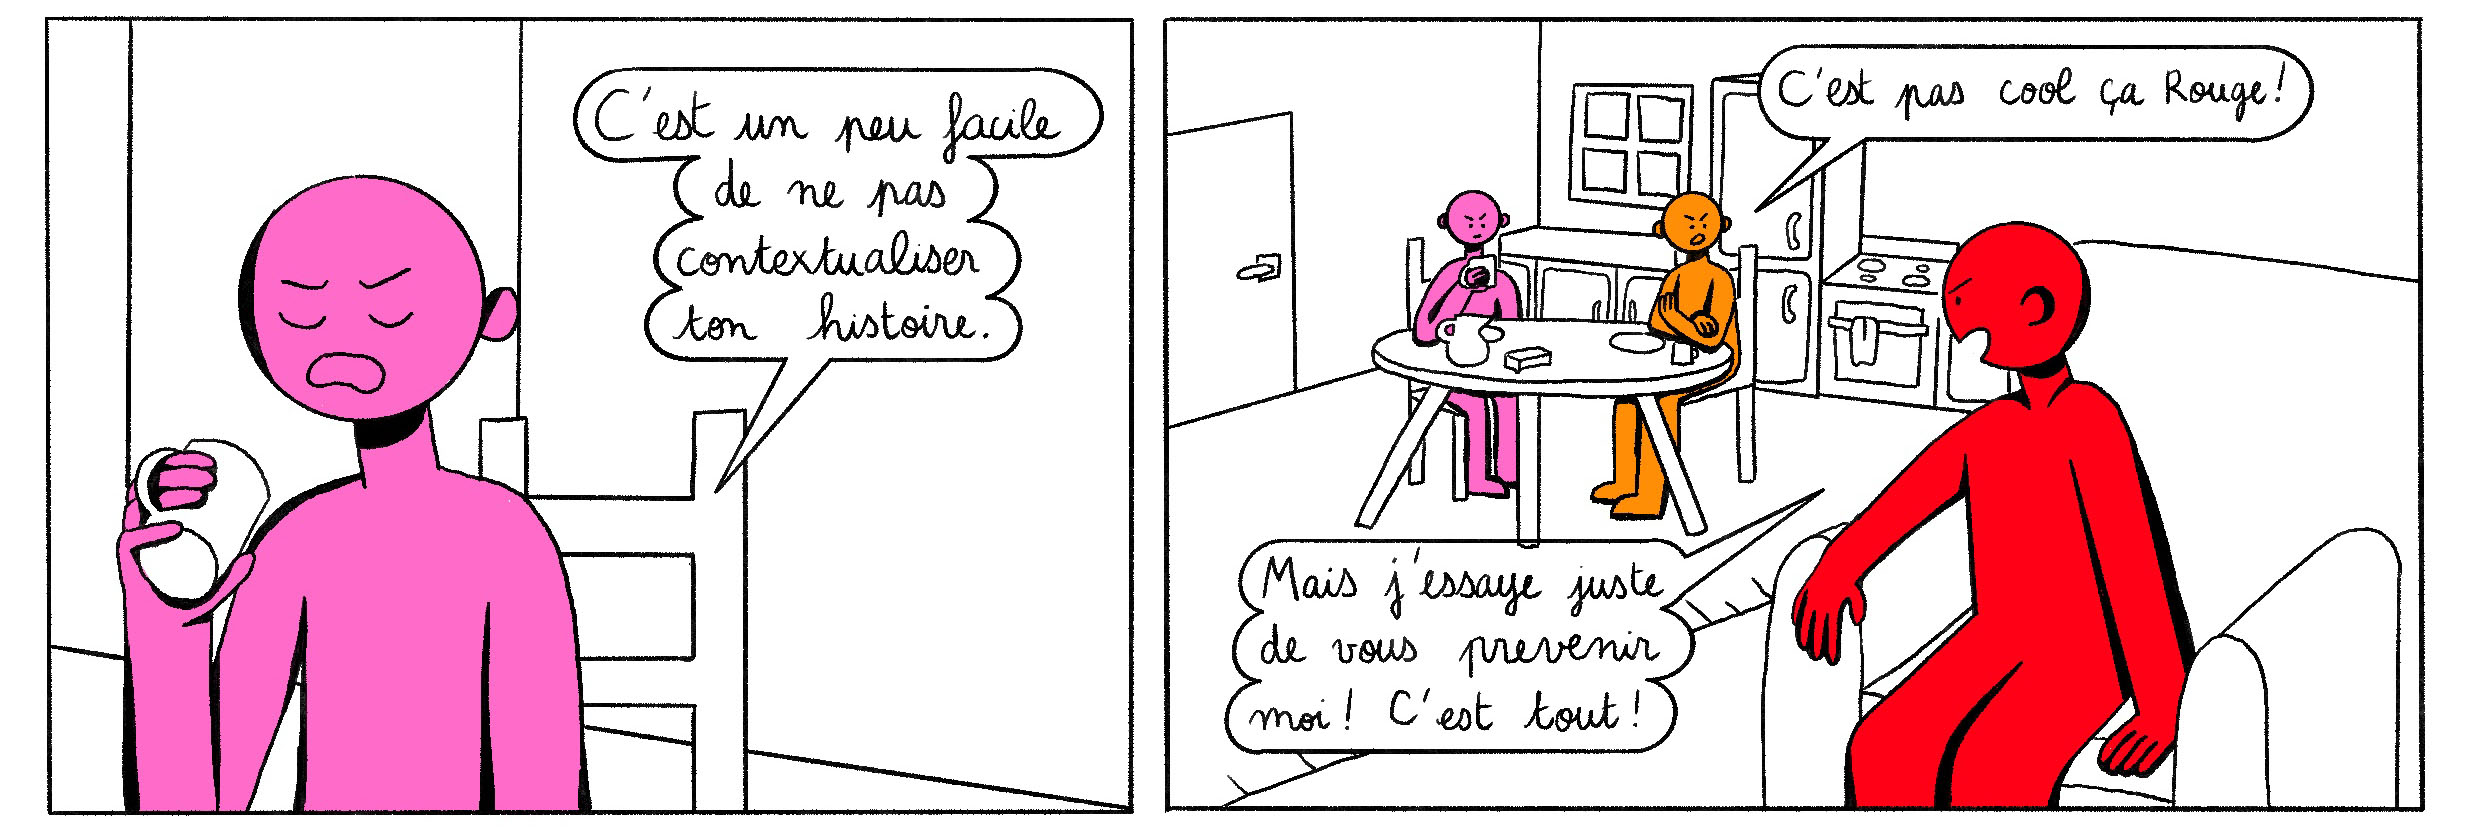 C'est un peu facile
de ne pas
contextualiser
ton histoire.
C'est pas cool ça Rouge!
Mais j'essaye juste
de vous prevenir
moi! C'est tout!